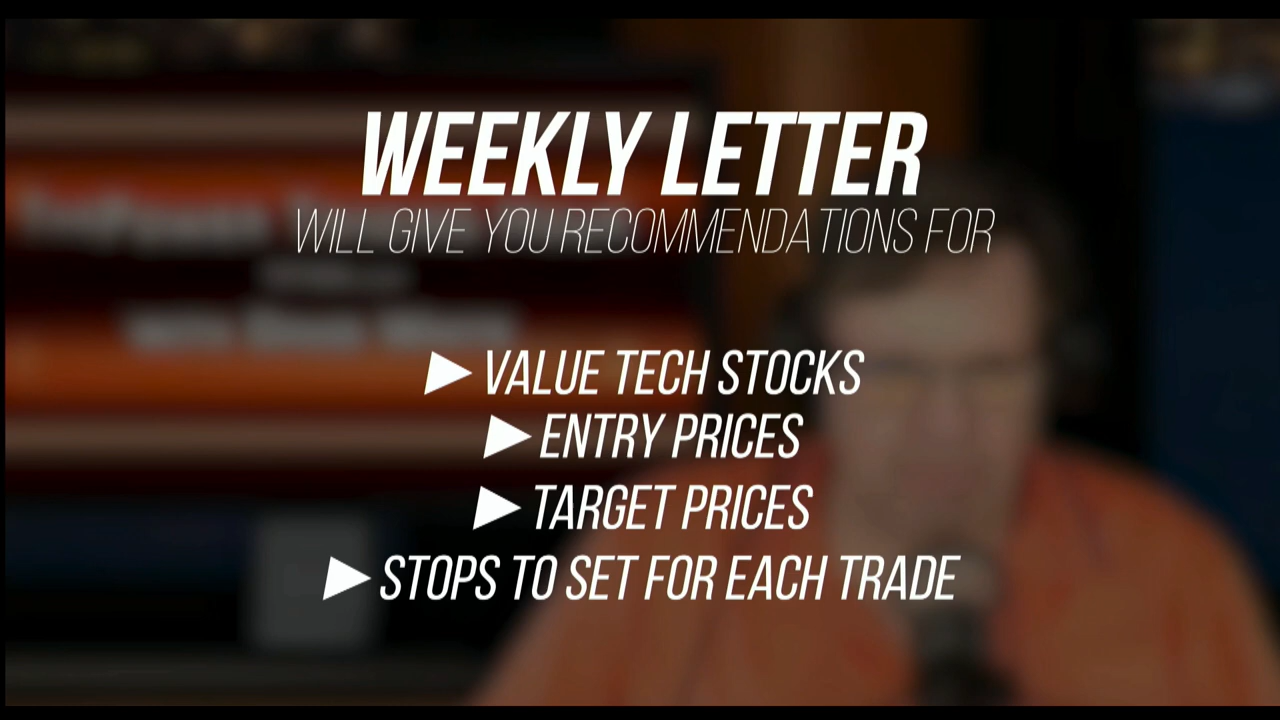 WEEKLY LETTER
WILL GIVE YOU RECOMMENDATIONS FOR
▶ VALUE TECH STOCKS
▶ ENTRY PRICES
▶ TARGET PRICES
▶ STOPS TO SET FOR EACH TRADE